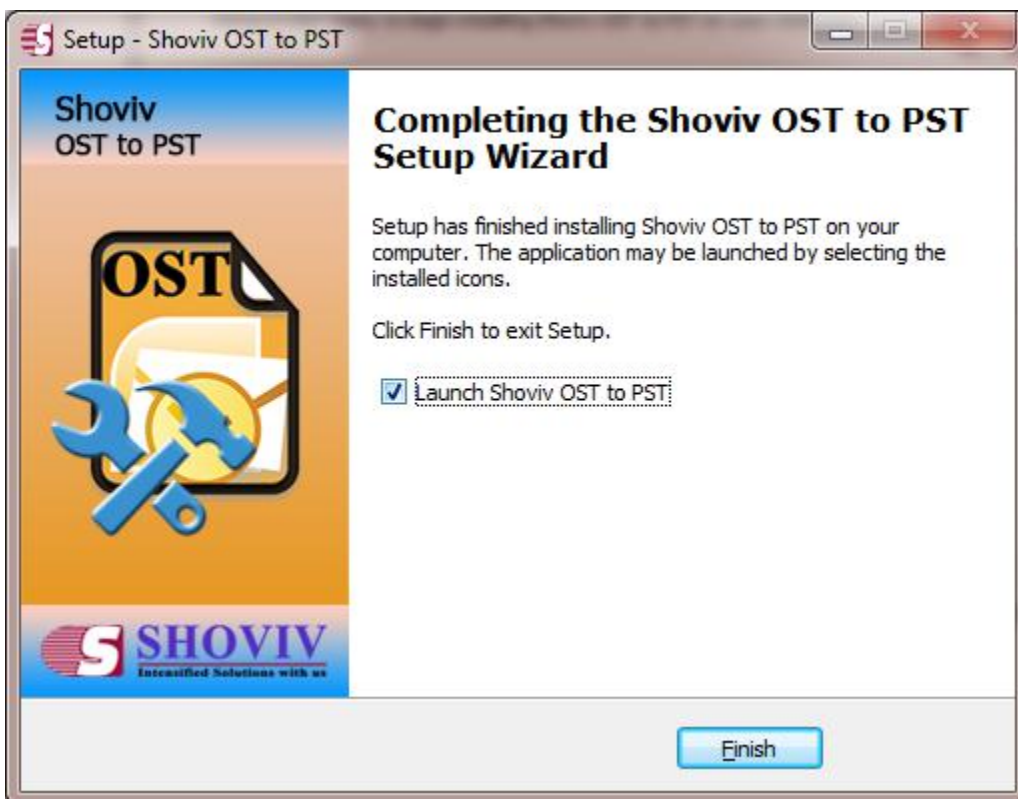 Setup - Shoviv OST to PST
Shoviv
OST to PST
OST
SHOVIV
Intensified Solutions with us
Completing the Shoviv OST to PST
Setup Wizard
Setup has finished installing Shoviv OST to PST on your
computer. The application may be launched by selecting the
installed icons.
Click Finish to exit Setup.
Launch Shoviv OST to PST
Finish